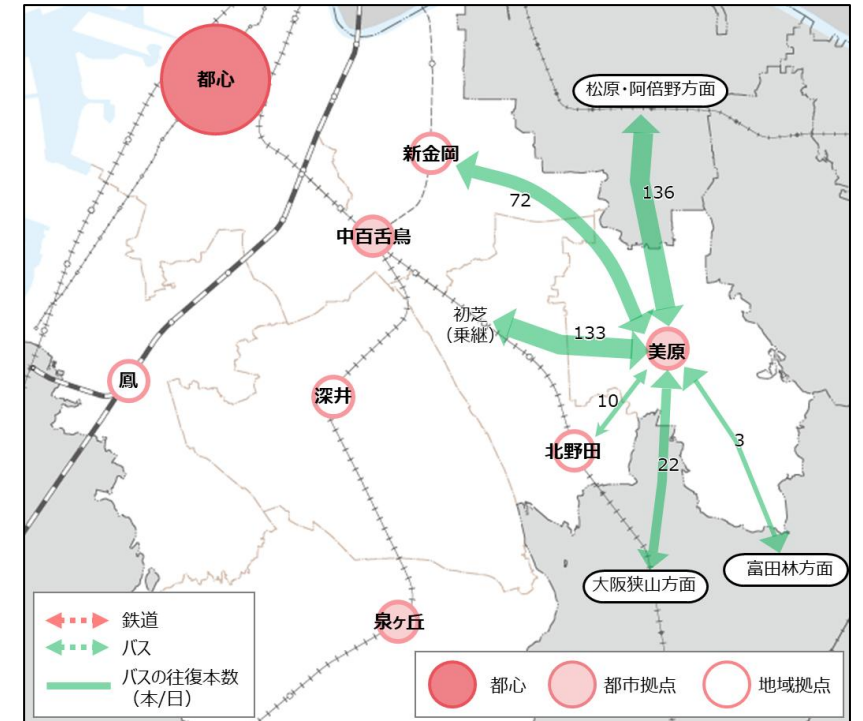 都心
松原・阿倍野方面
新金岡
136
72
中百舌鳥
初芝
（乗継）
133
美原
鳳
深井
10
3
北野田
22
富田林方面
大阪狭山方面
泉ヶ丘
鉄道
バス
バスの往復本数
（本/日）
都心
都市拠点
地域拠点